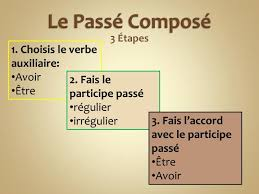 Le Passé Composé
3 Étapes
1. Choisis le verbe
auxiliaire:
•Avoir
•Être
2. Fais le
participe passé
•régulier
•irrégulier
3. Fais l'accord
avec le participe
passé
•Être
•Avoir